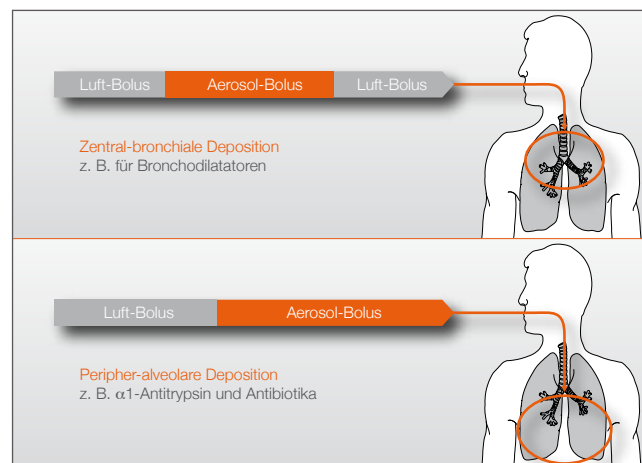 Luft-Bolus Aerosol-Bolus Luft-Bolus
Zentral-bronchiale Deposition
z. B. für Bronchodilatatoren
Luft-Bolus Aerosol-Bolus
Peripher-alveolare Deposition
z. B. α1-Antitrypsin und Antibiotika